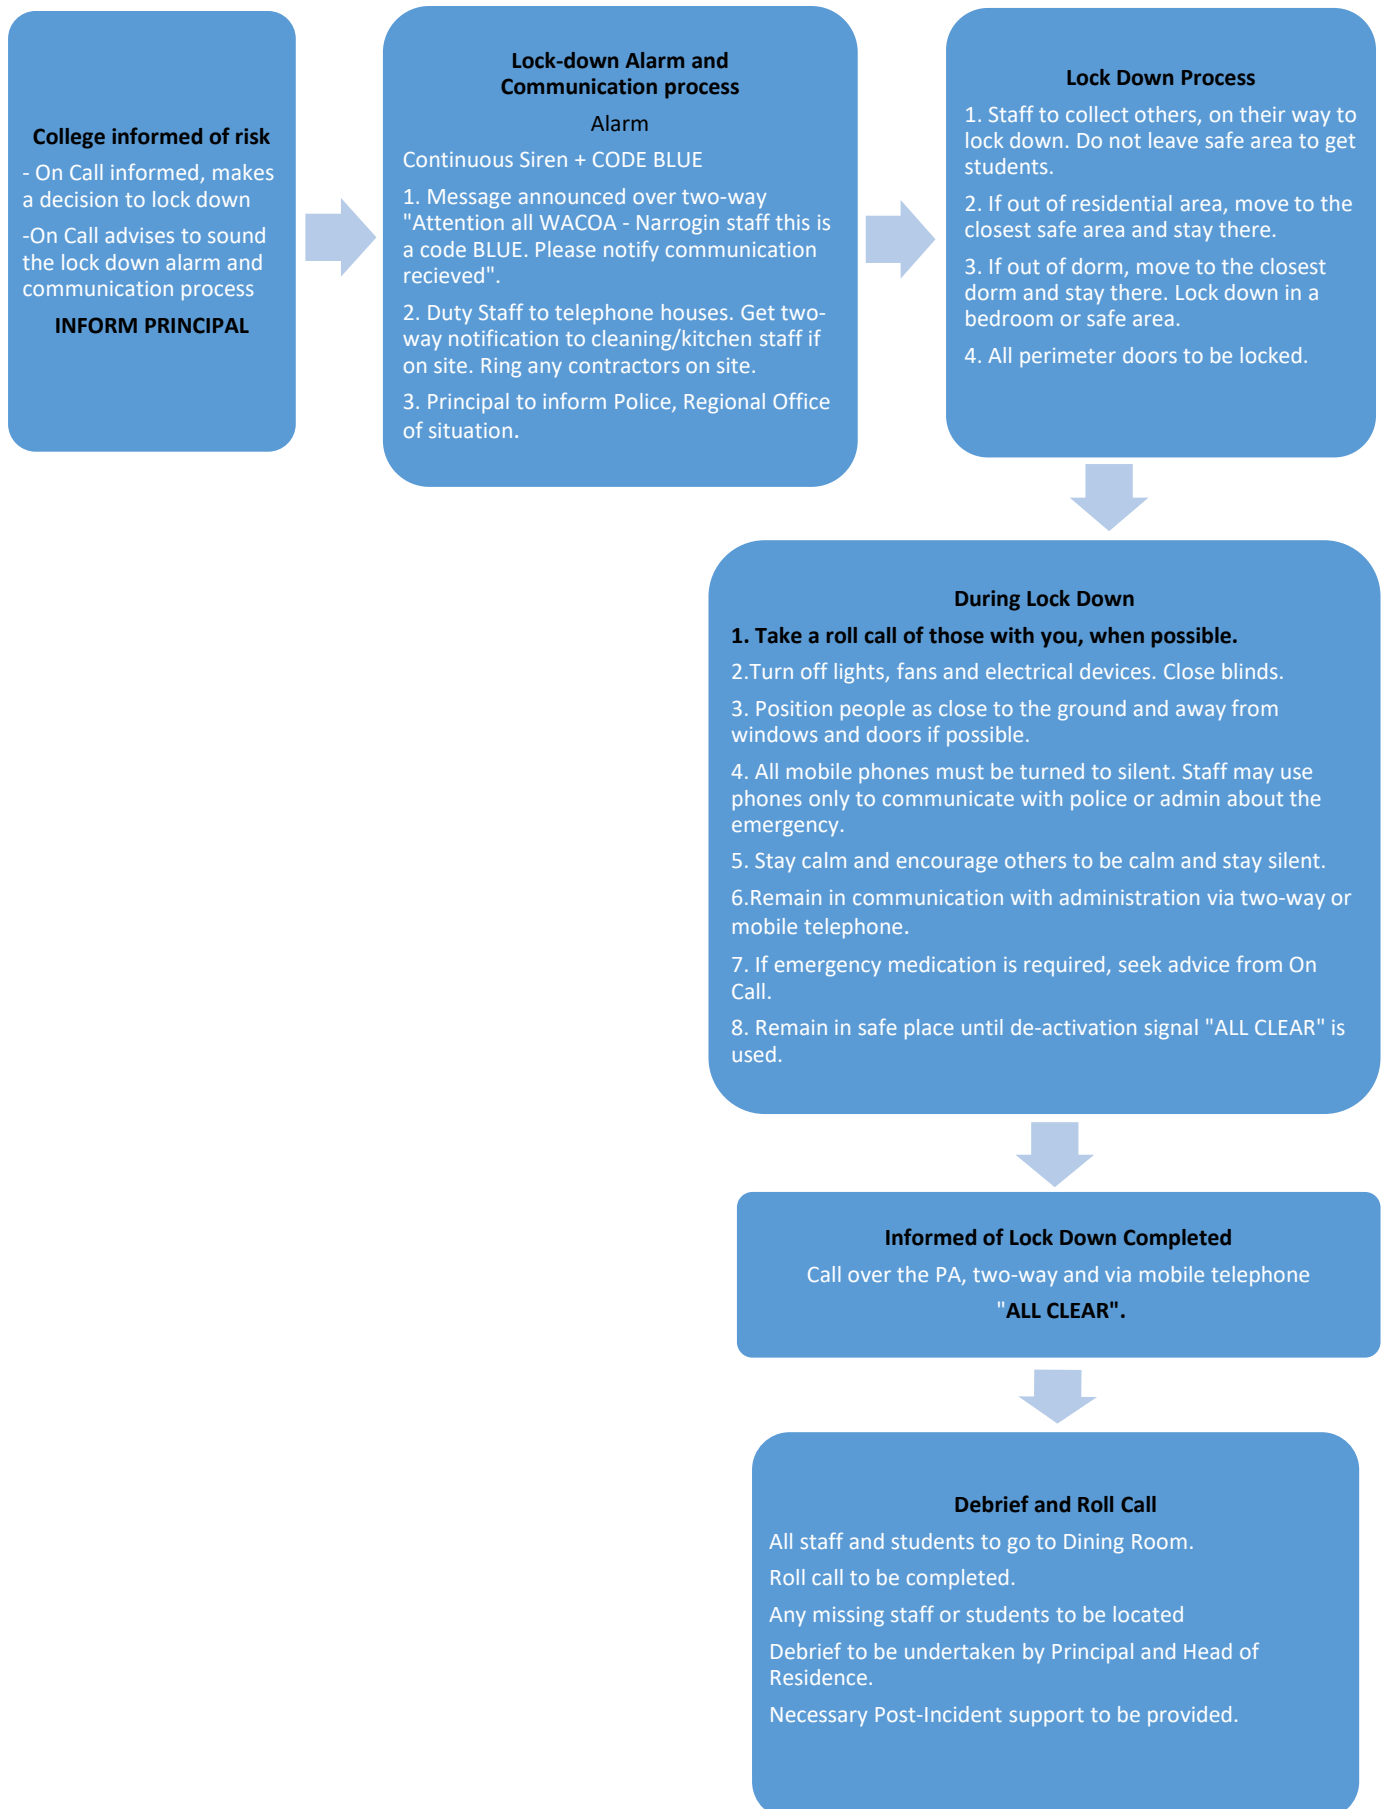 College informed of risk
- On Call informed, makes
a decision to lock down
-On Call advises to sound
the lock down alarm and
communication process
INFORM PRINCIPAL
Lock-down Alarm and
Communication process
Alarm
Continuous Siren + CODE BLUE
1. Message announced over two-way
"Attention all WACOA - Narrogin staff this is
a code BLUE. Please notify communication
recieved".
2. Duty Staff to telephone houses. Get two-
way notification to cleaning/kitchen staff if
on site. Ring any contractors on site.
3. Principal to inform Police, Regional Office
of situation.
Lock Down Process
1. Staff to collect others, on their way to
lock down. Do not leave safe area to get
students.
2. If out of residential area, move to the
closest safe area and stay there.
3. If out of dorm, move to the closest
dorm and stay there. Lock down in a
bedroom or safe area.
4. All perimeter doors to be locked.
During Lock Down
1. Take a roll call of those with you, when possible.
2.Turn off lights, fans and electrical devices. Close blinds.
3. Position people as close to the ground and away from
windows and doors if possible.
4. All mobile phones must be turned to silent. Staff may use
phones only to communicate with police or admin about the
emergency.
5. Stay calm and encourage others to be calm and stay silent.
6.Remain in communication with administration via two-way or
mobile telephone.
7. If emergency medication is required, seek advice from On
Call.
8. Remain in safe place until de-activation signal "ALL CLEAR" is
used.
Informed of Lock Down Completed
Call over the PA, two-way and via mobile telephone
"ALL CLEAR".
Debrief and Roll Call
All staff and students to go to Dining Room.
Roll call to be completed.
Any missing staff or students to be located
Debrief to be undertaken by Principal and Head of
Residence.
Necessary Post-Incident support to be provided.